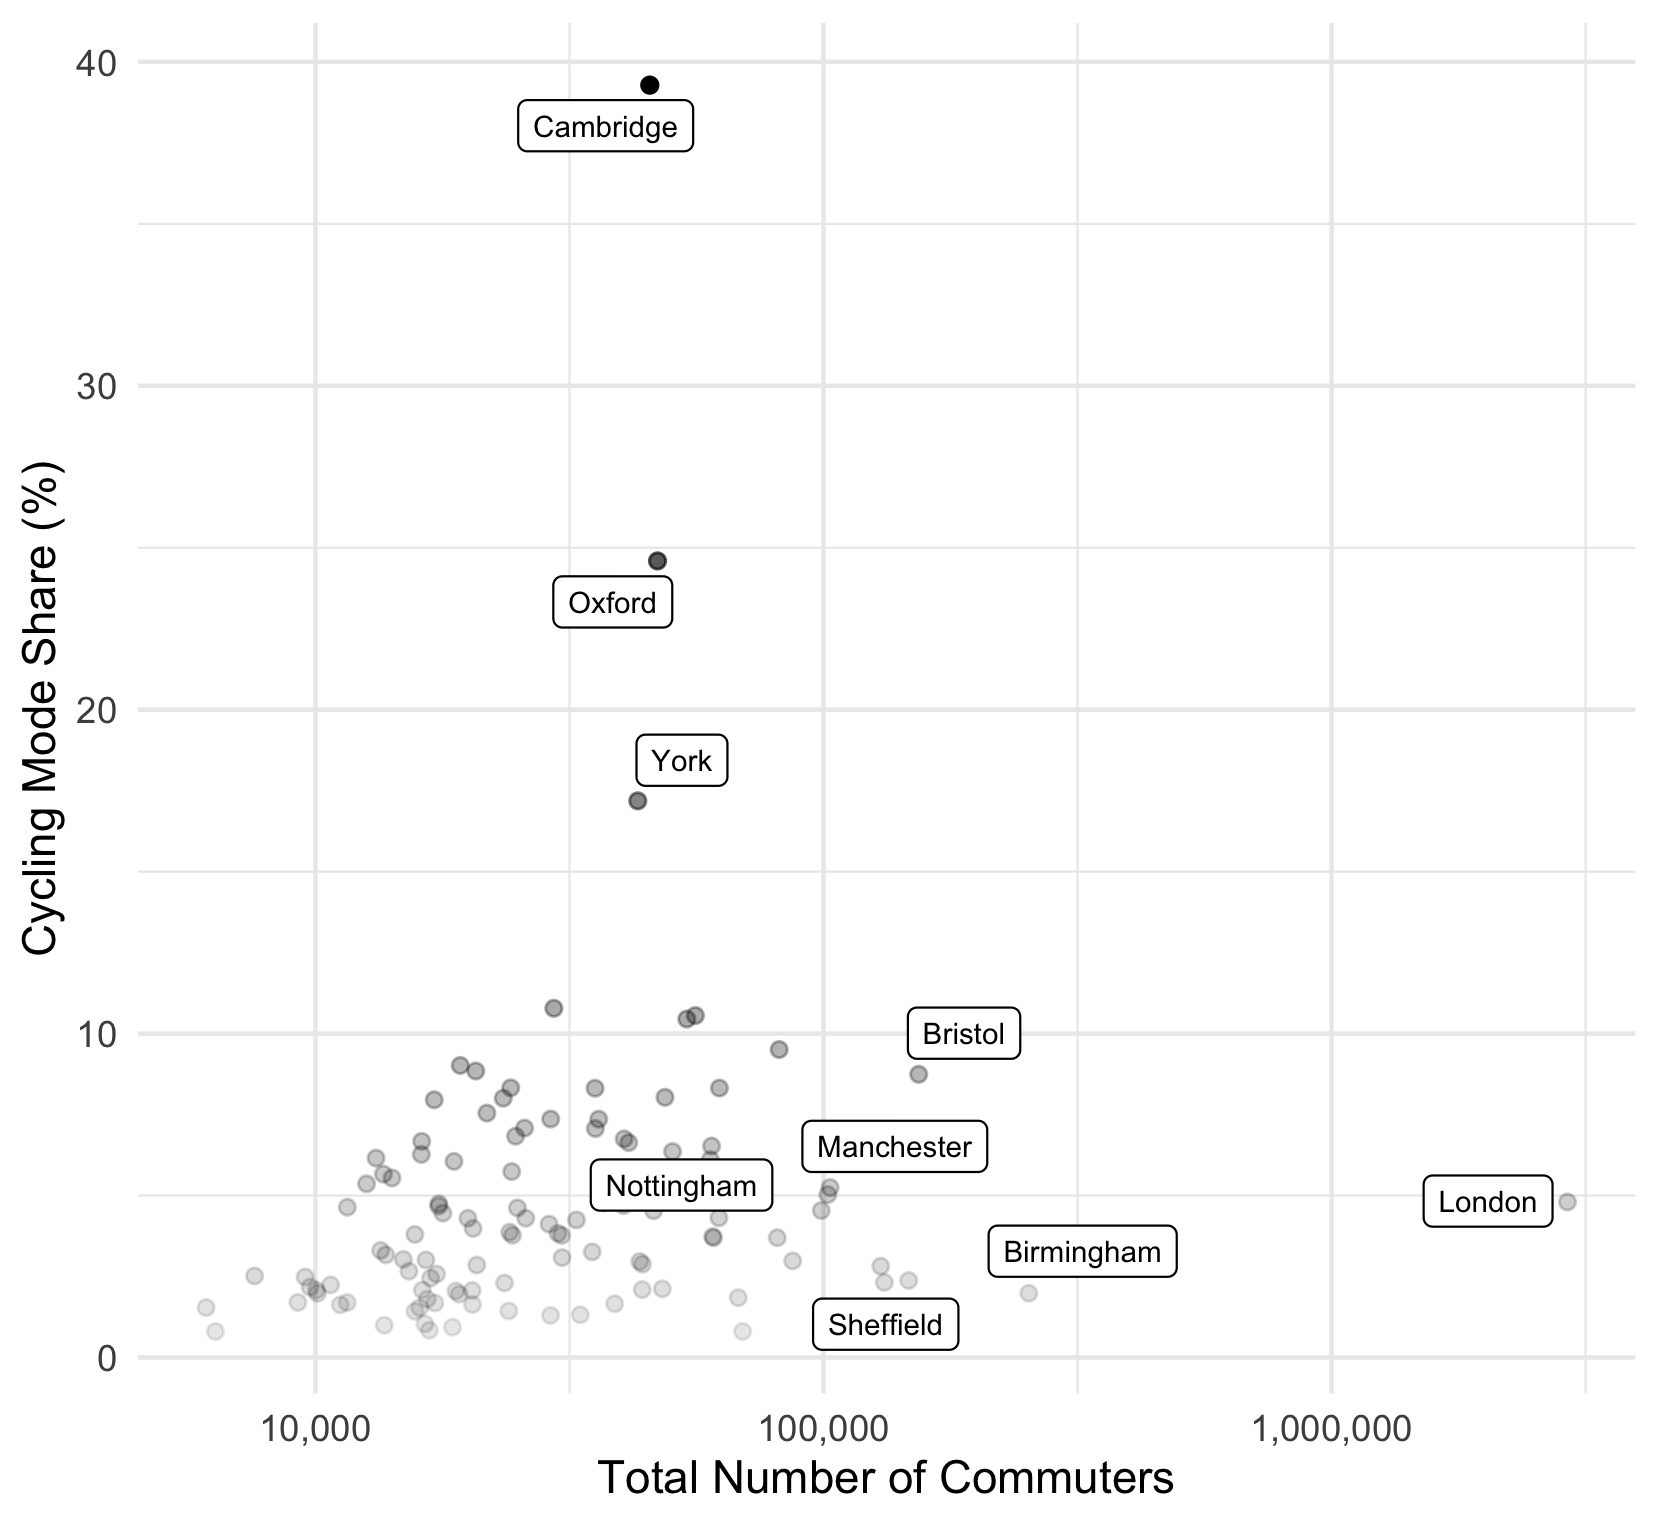 40
Cambridge
30
Oxford
20
York
10
Bristol
Manchester
Nottingham
London
Birmingham
Sheffield
0
10,000
100,000
1,000,000
Total Number of Commuters
Cycling Mode Share (%)